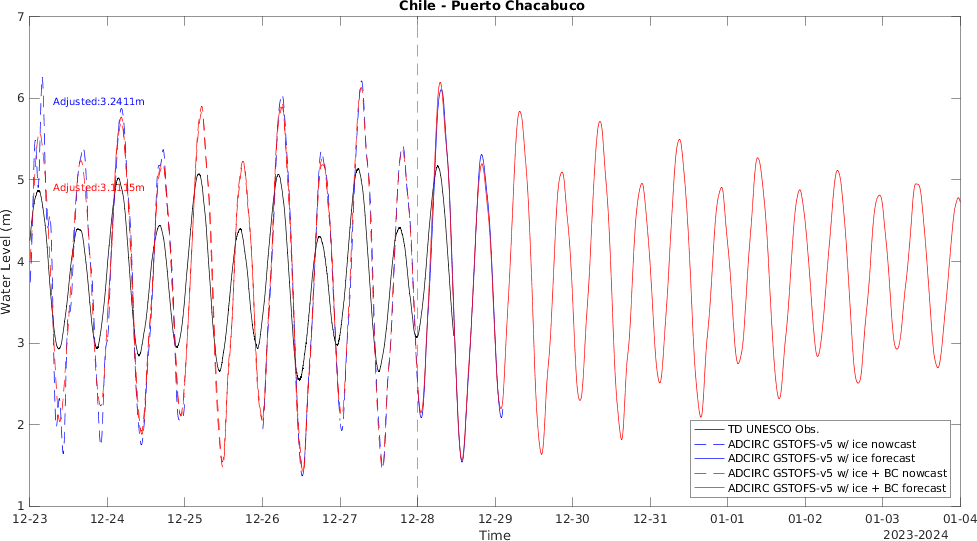 Chile - Puerto Chacabuco
7
6
5
4
3
2
1
Water Level (m)
Adjusted:3.2411m
TD UNESCO Obs.
ADCIRC GSTOFS-v5 w/ ice nowcast
ADCIRC GSTOFS-v5 w/ ice forecast
ADCIRC GSTOFS-v5 w/ ice + BC nowcast
ADCIRC GSTOFS-v5 w/ ice + BC forecast
12-23 12-24 12-25 12-26 12-27 12-28 12-29 12-30 12-31 01-01 01-02 01-03 01-04
Time
2023-2024